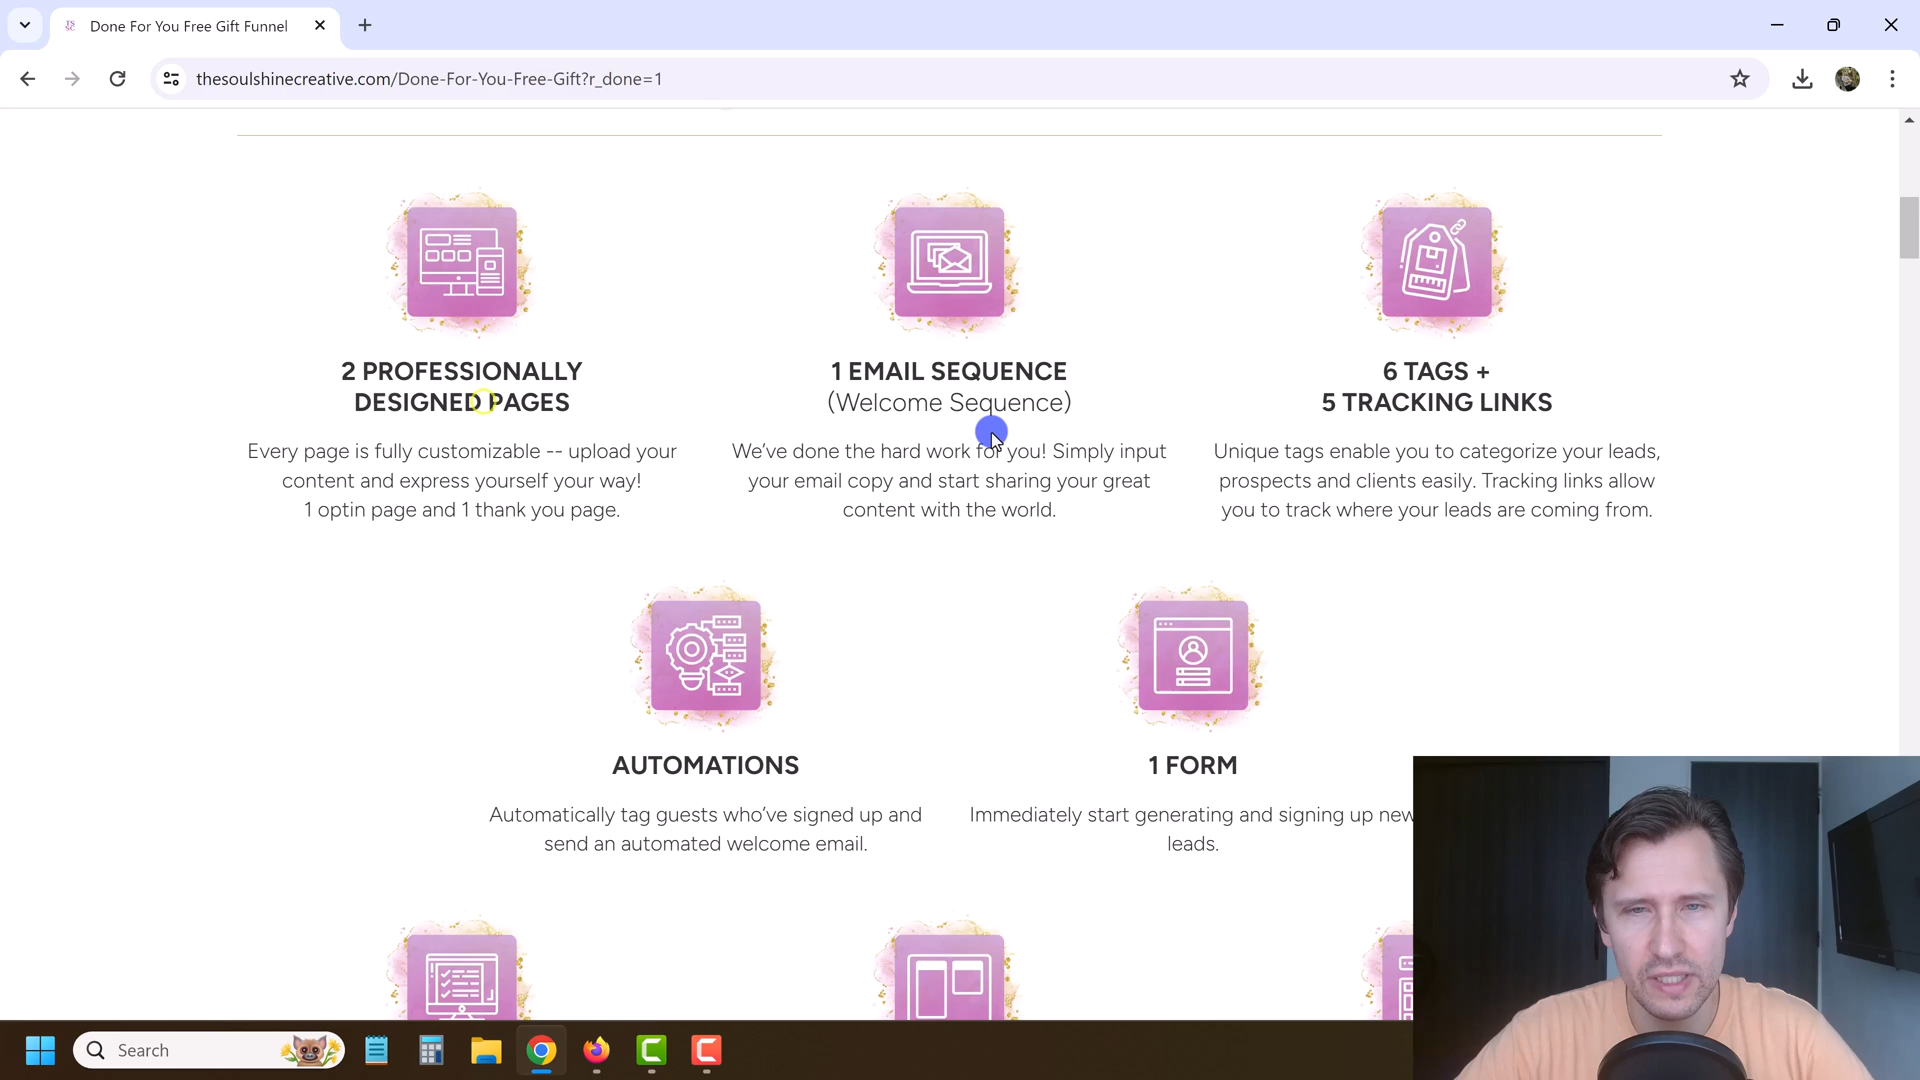 Done For You Free Gift Funnel
thesoulshinecreative.com/Done-For-You-Free-Gift?r_done=1
2 PROFESSIONALLY
DESIGNED PAGES
Every page is fully customizable -- upload your
content and express yourself your way!
1 optin page and 1 thank you page.
1 EMAIL SEQUENCE
(Welcome Sequence)
We've done the hard work for you! Simply input
your email copy and start sharing your great
content with the world.
6 TAGS +
5 TRACKING LINKS
Unique tags enable you to categorize your leads,
prospects and clients easily. Tracking links allow
you to track where your leads are coming from.
AUTOMATIONS
Automatically tag guests who've signed up and
send an automated welcome email.
1 FORM
Immediately start generating and signing up new
leads.
Search